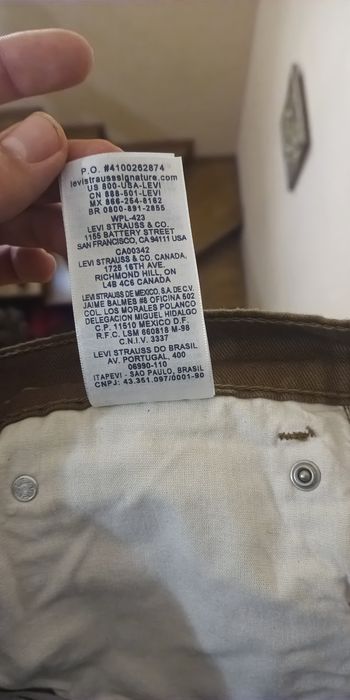 P.O. #4100262874
levistrausssignature.com
US 800-USA-LEVI
CN 888-501-LEVI
MX 866-254-8162
BR 0800-891-2855
WPL-423
LEVI STRAUSS & CO.
1155 BATTERY STREET
SAN FRANCISCO, CA 94111 USA
CA00342
LEVI STRAUSS & CO. CANADA,
1725 16TH AVE.
RICHMOND HILL, ON
L4B 4C6 CANADA
LEVI STRAUSS DE MEXICO, S.A. DE C.V.
JAIME BALMES #8 OFICINA 502
COL. LOS MORALES POLANCO
DELEGACION MIGUEL HIDALGO
C.P. 11510 MEXICO D.F.
R.F.C. LSM 660818 M-98
C.N.I.V. 3337
LEVI STRAUSS DO BRASIL
AV. PORTUGAL, 400
06990-110
ITAPEVI - SAO PAULO, BRASIL
CNPJ: 43.351.097/0001-90